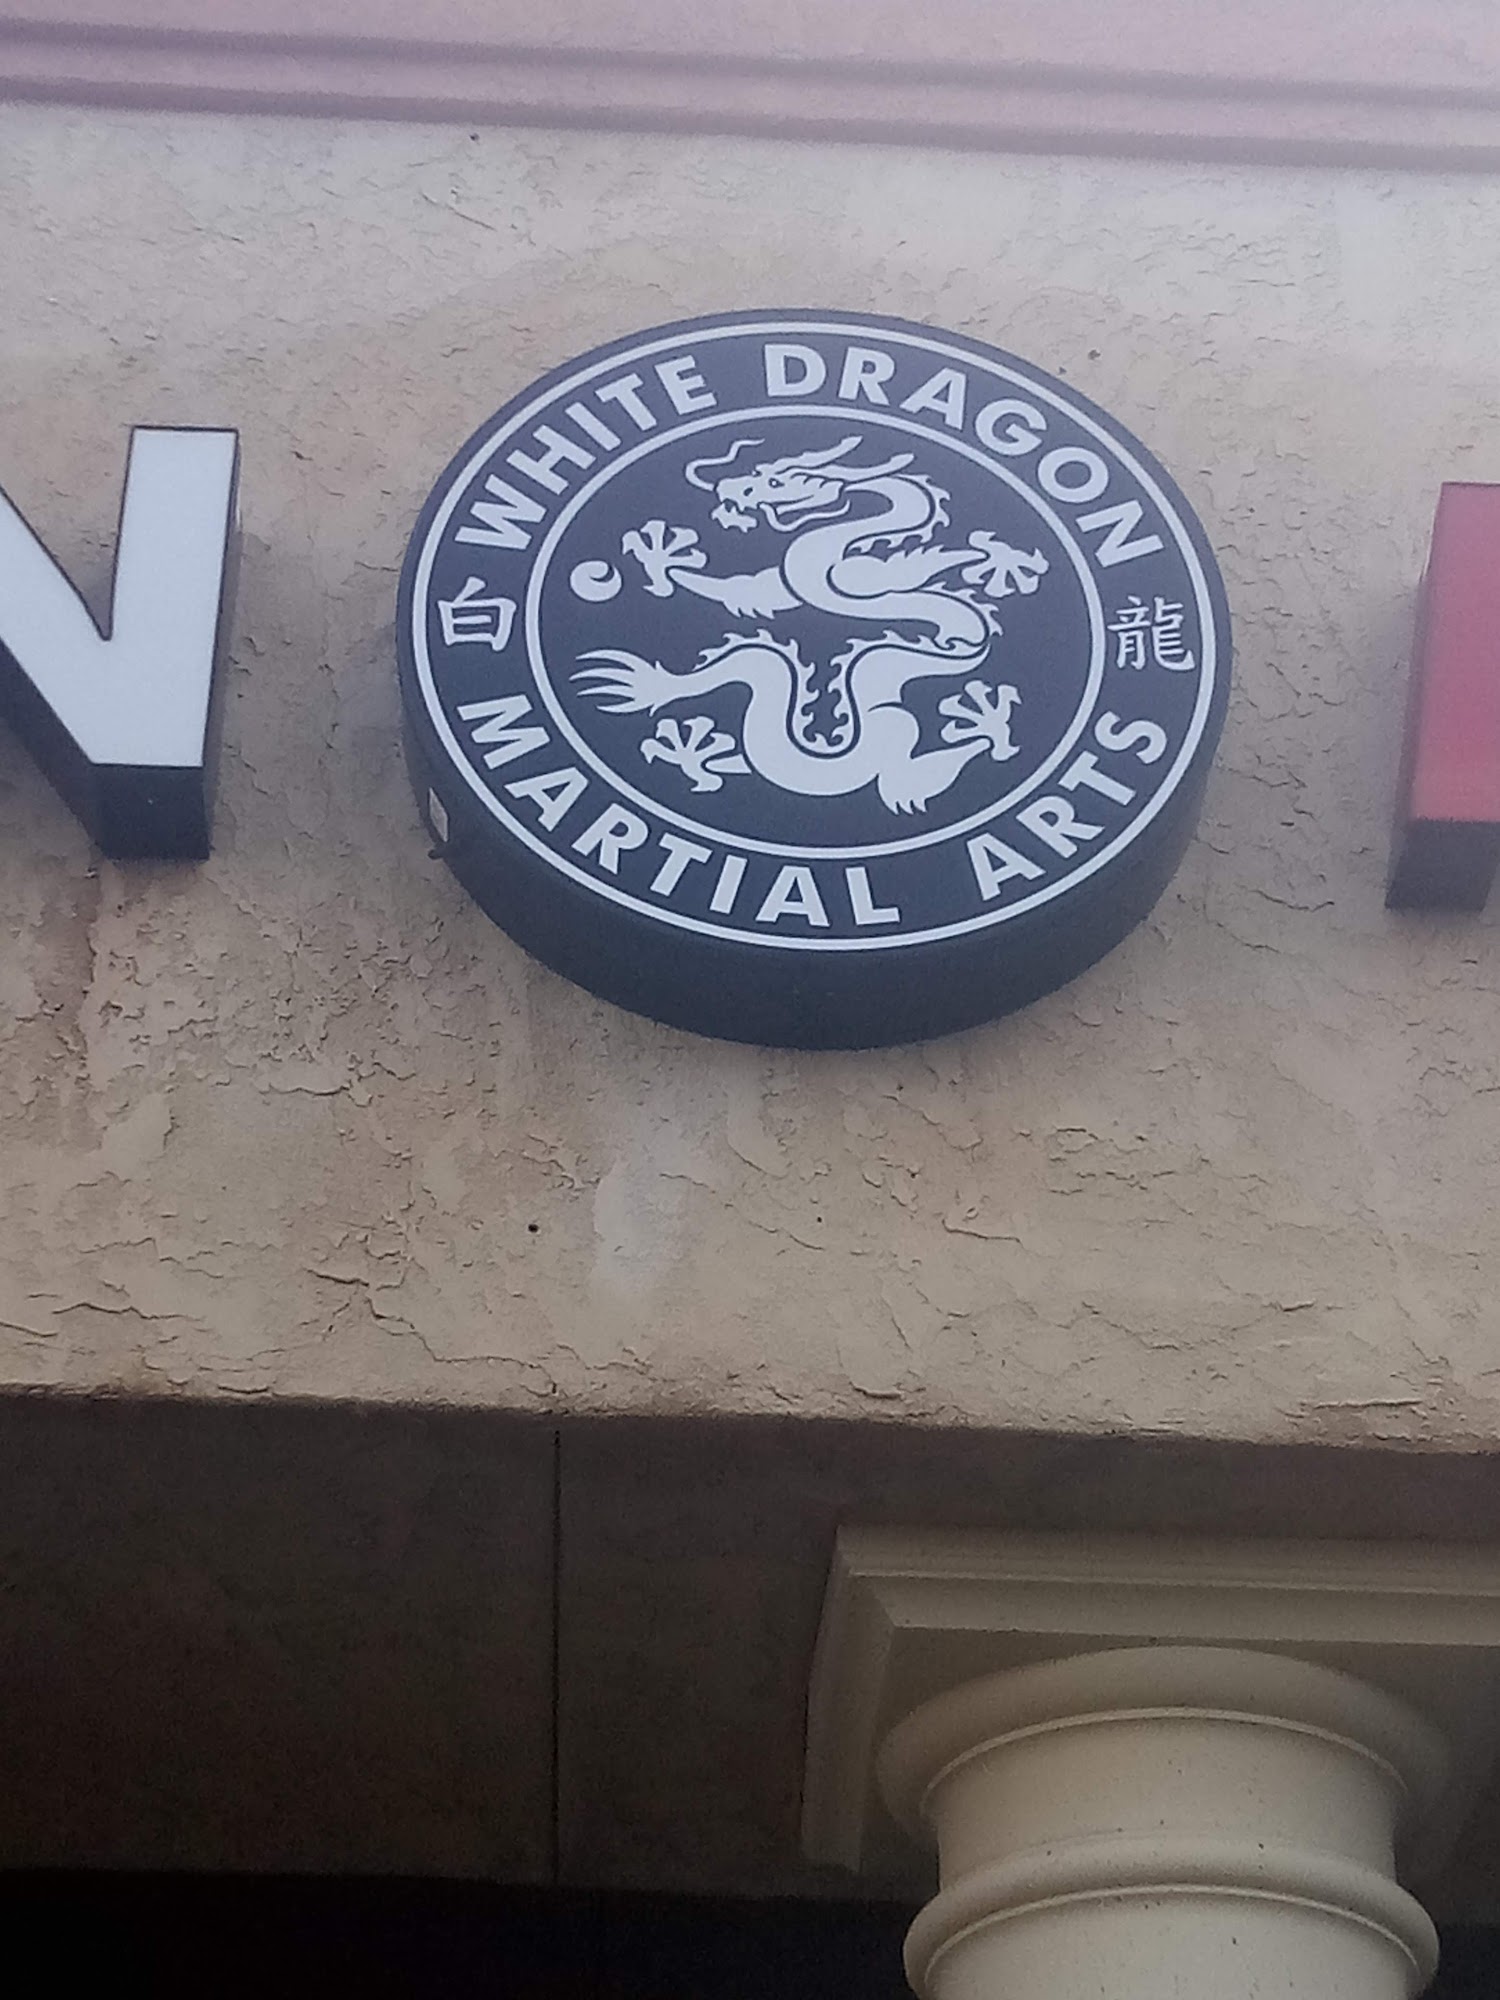 N
WHITE DRAGON
白 龍
MARTIAL ARTS